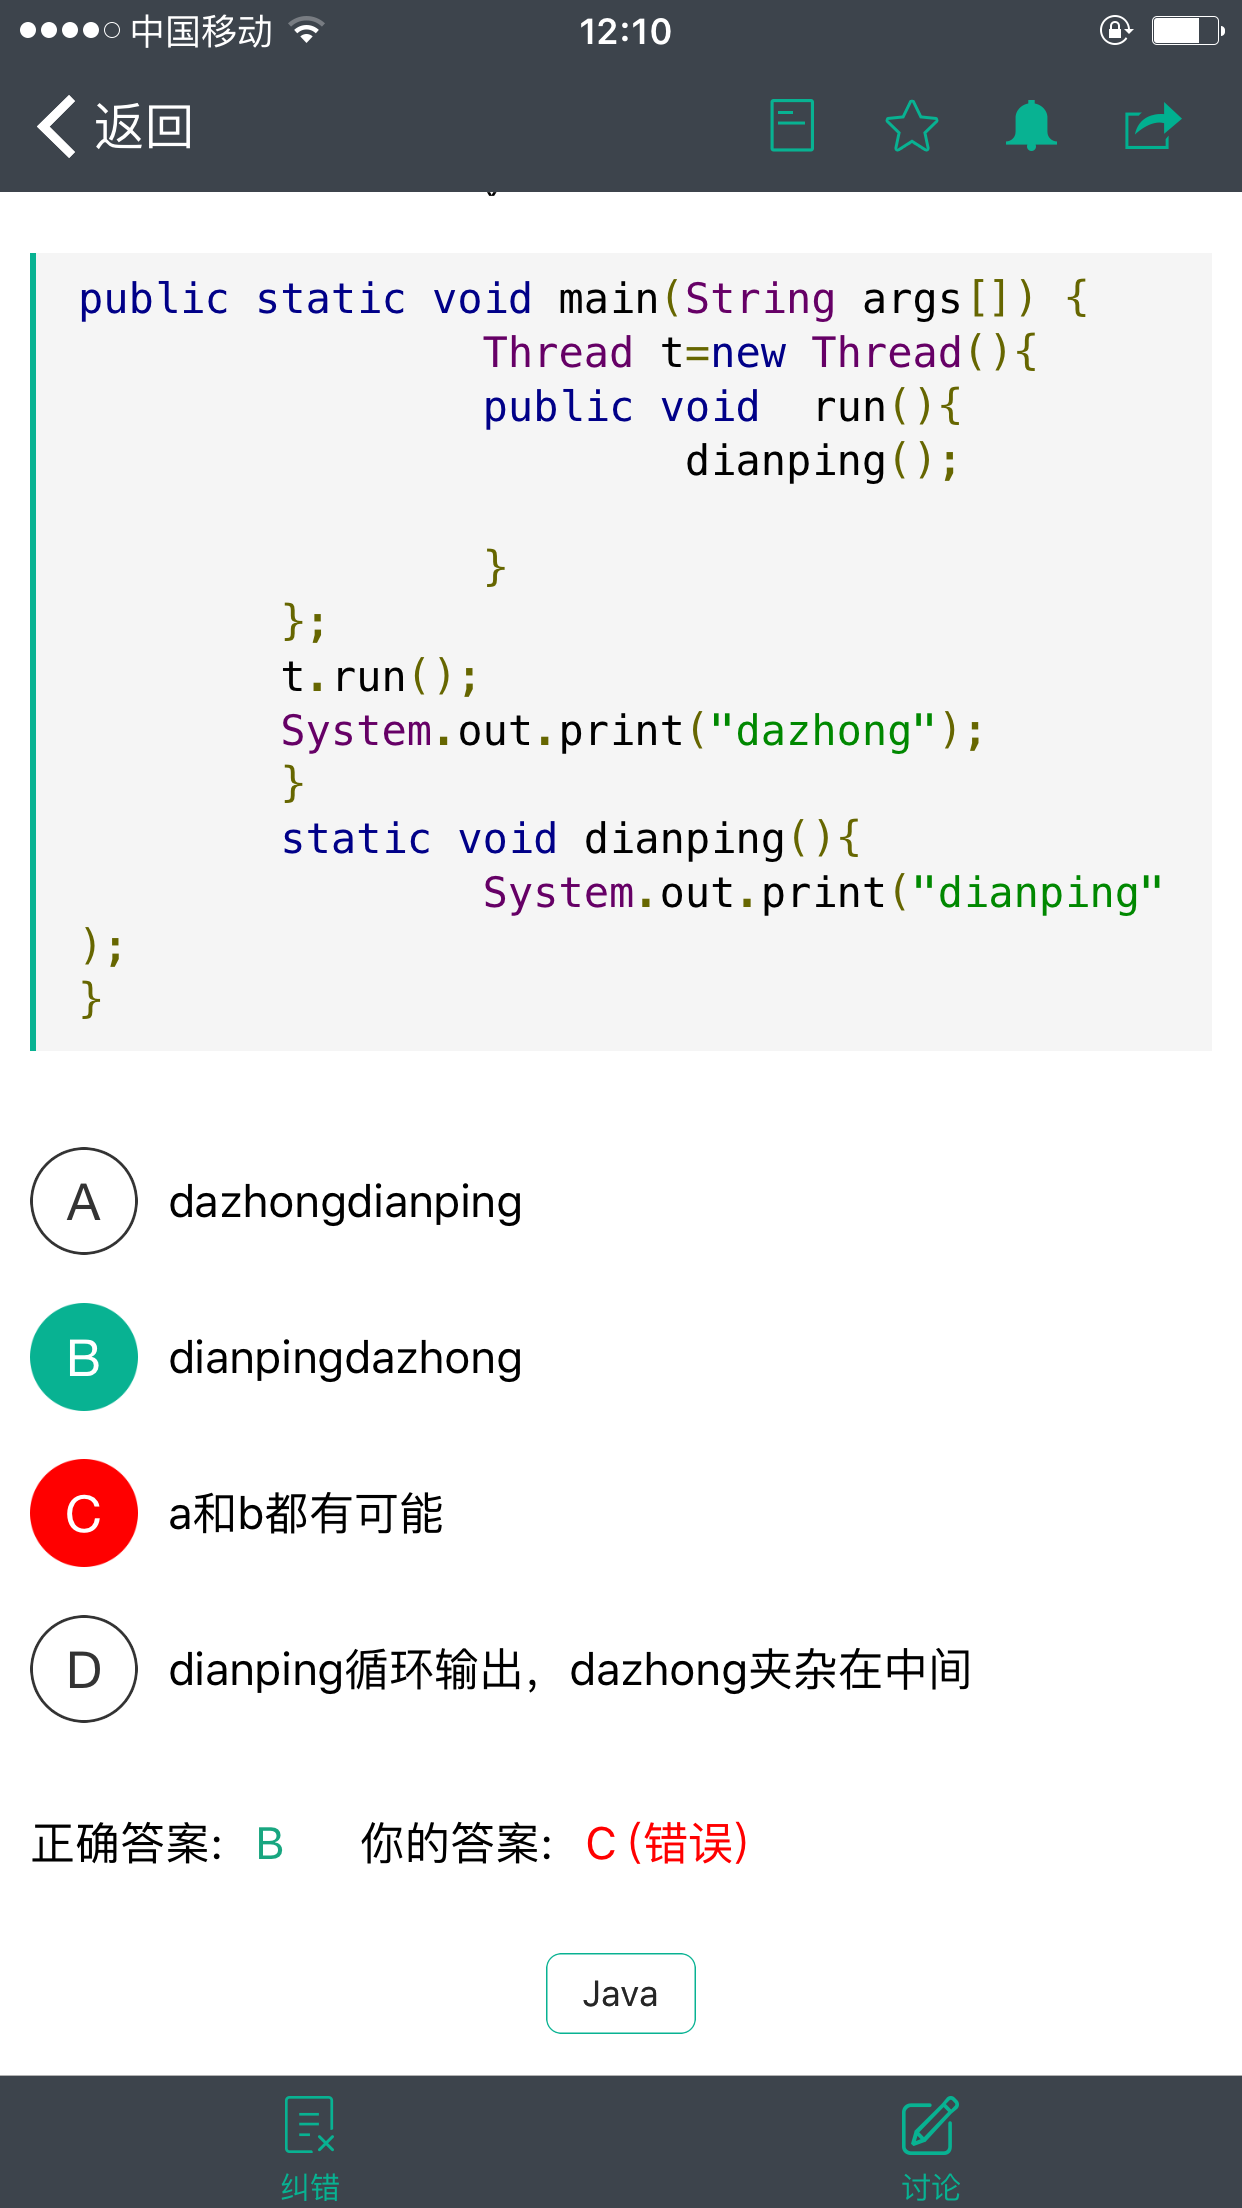 中国移动 12:10
返回
public static void main(String args[]) {
Thread t=new Thread(){
public void  run(){
dianping();
}
};
t.run();
System.out.print("dazhong");
}
static void dianping(){
System.out.print("dianping"
);
}
A dazhongdianping
B dianpingdazhong
C a和b都有可能
D dianping循环输出，dazhong夹杂在中间
正确答案: B 你的答案: C (错误)
Java
纠错 讨论